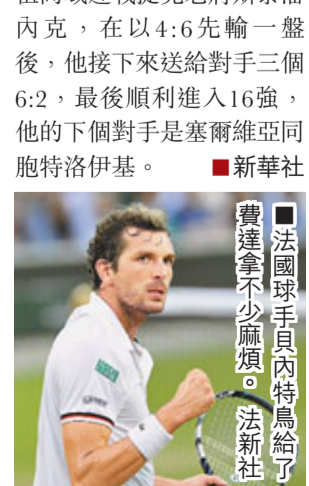 內克，在以4:6先輸一盤
後，他接下來送給對手三個
6:2，最後順利進入16強，
他的下個對手是塞爾維亞同
胞特洛伊基。 ■新華社
■法國球手貝內特鳥給了
費達拿不少麻煩。 法新社